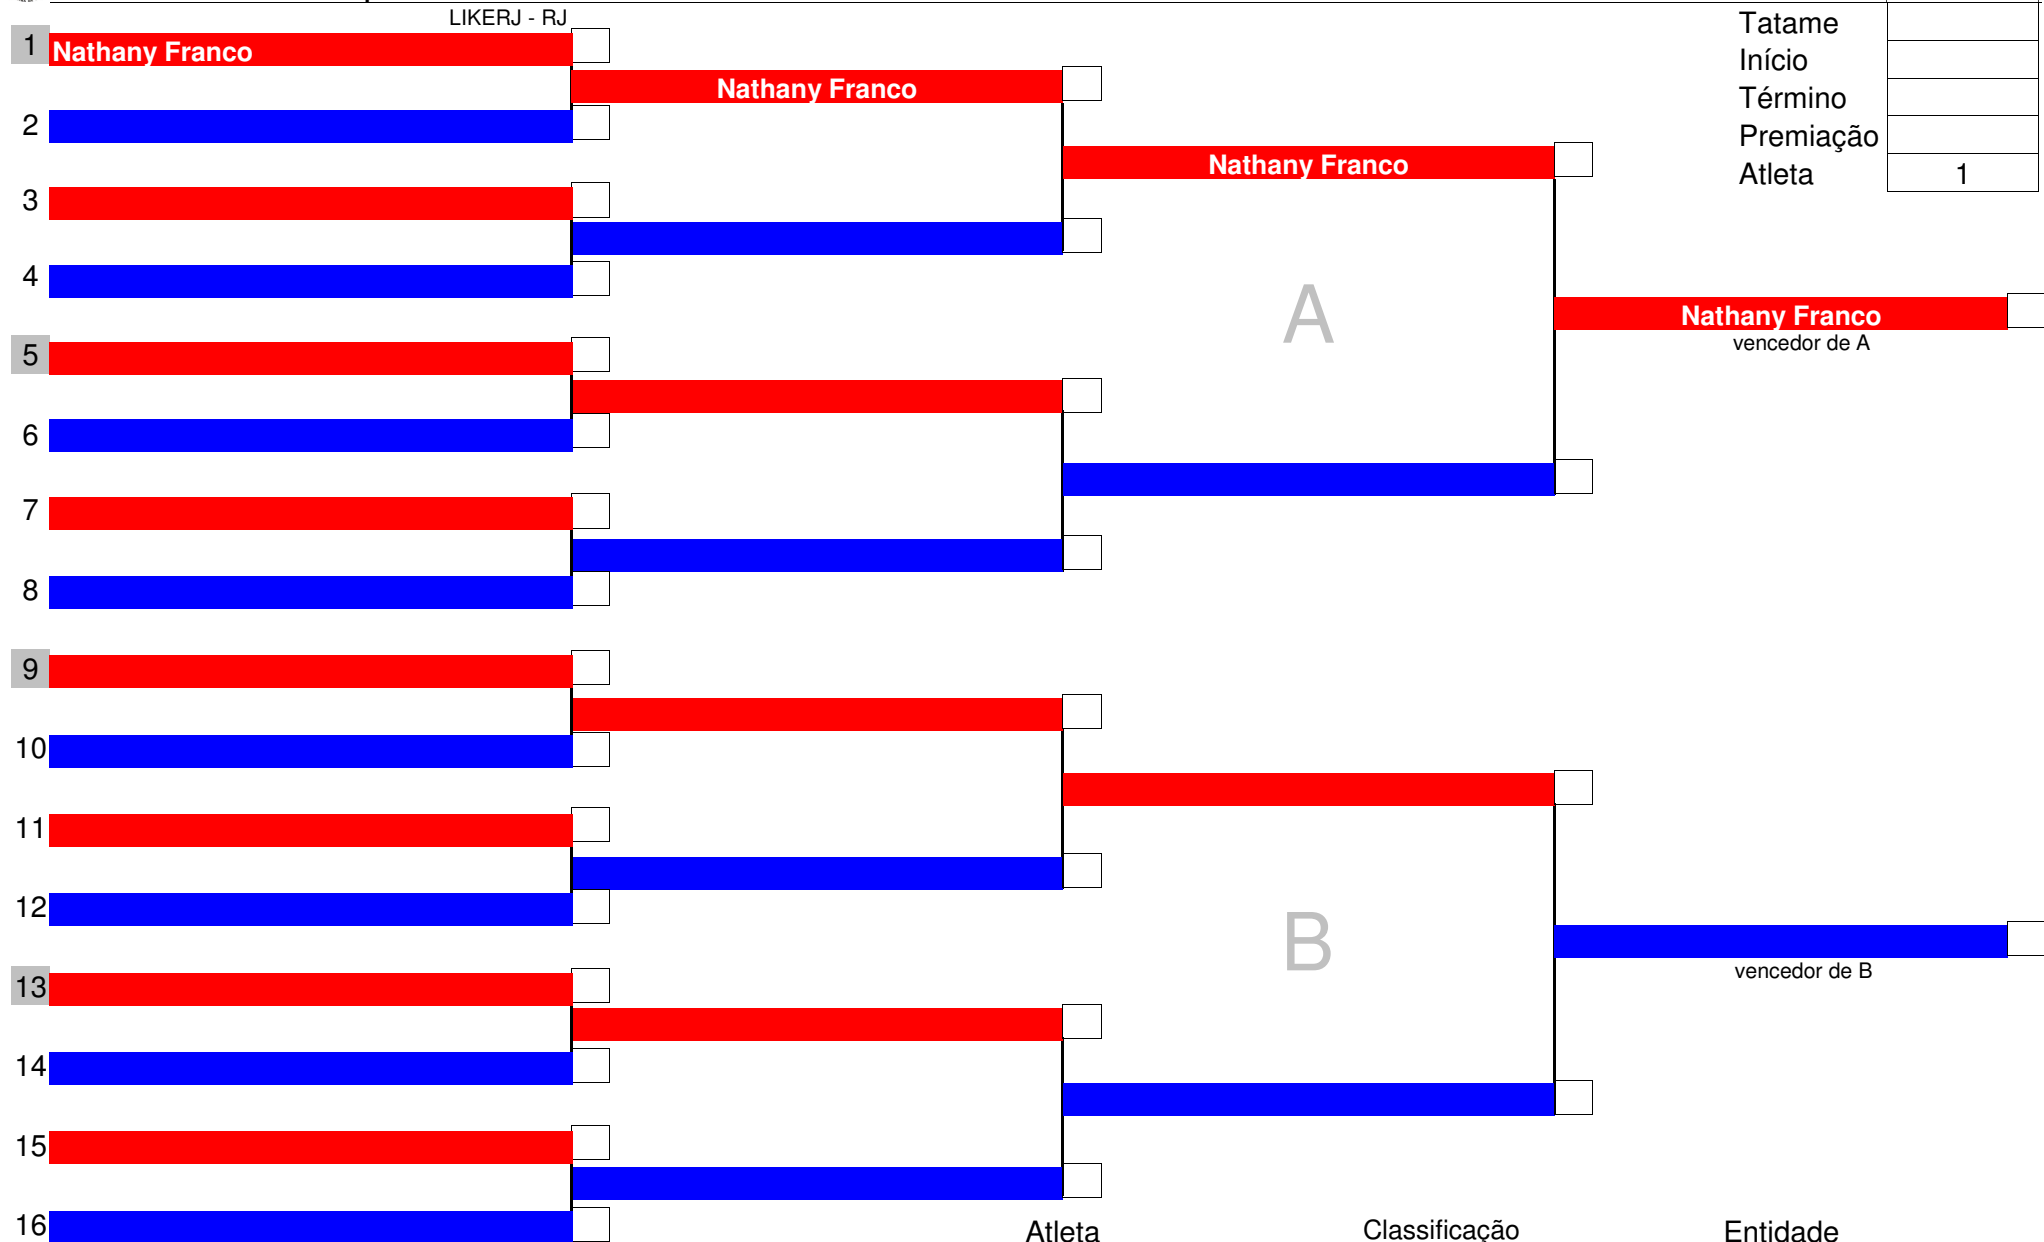 LIKERJ - RJ
Tatame
1 Nathany Franco
Início
Nathany Franco
Término
2
Premiação
Nathany Franco
Atleta 1
3
4
A
Nathany Franco
vencedor de A
5
6
7
8
9
10
11
12
B
vencedor de B
13
14
15
16
Atleta Classificação Entidade